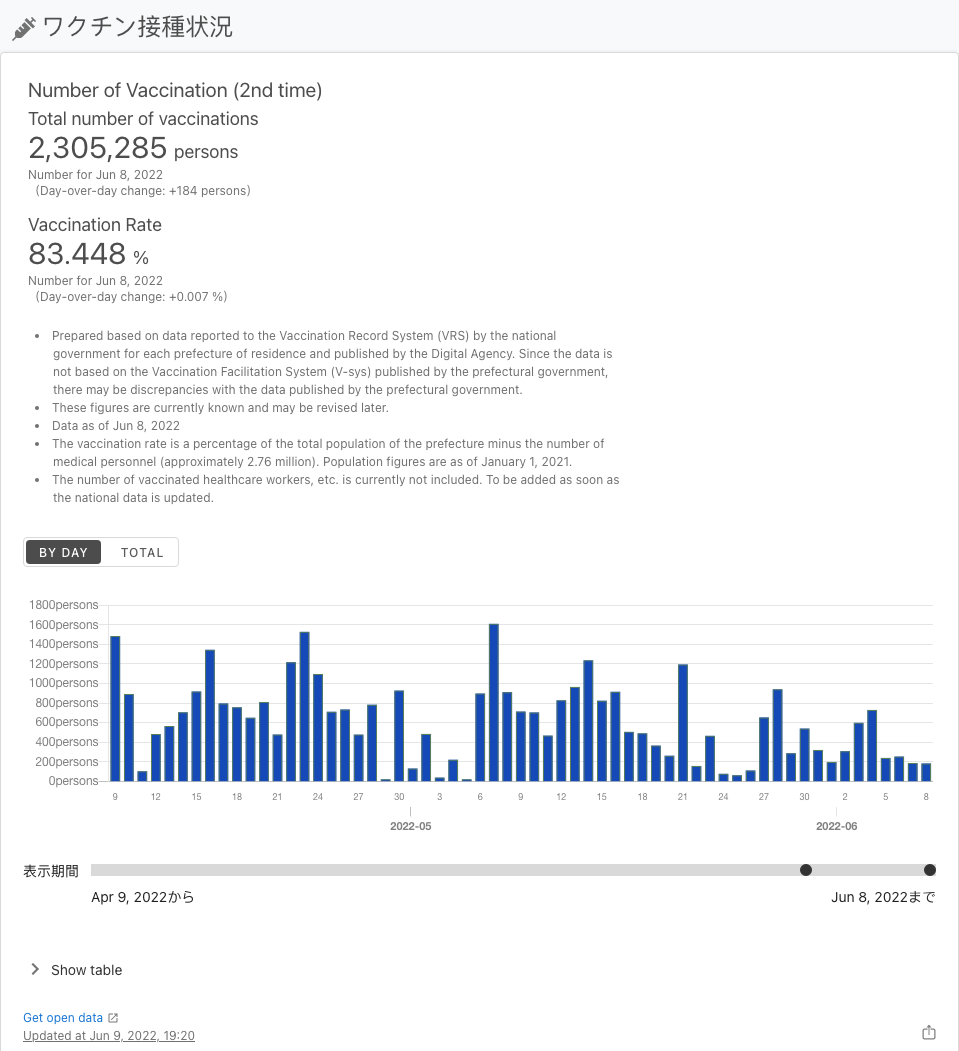 ワクチン接種状況
Number of Vaccination (2nd time)
Total number of vaccinations
2,305,285 persons
Number for Jun 8, 2022
(Day-over-day change: +184 persons)
Vaccination Rate
83.448 %
Number for Jun 8, 2022
(Day-over-day change: +0.007 %)
• Prepared based on data reported to the Vaccination Record System (VRS) by the national
government for each prefecture of residence and published by the Digital Agency. Since the data is
not based on the Vaccination Facilitation System (V-sys) published by the prefectural government,
there may be discrepancies with the data published by the prefectural government.
• These figures are currently known and may be revised later.
• Data as of Jun 8, 2022
• The vaccination rate is a percentage of the total population of the prefecture minus the number of
medical personnel (approximately 2.76 million). Population figures are as of January 1, 2021.
• The number of vaccinated healthcare workers, etc. is currently not included. To be added as soon as
the national data is updated.
BY DAY TOTAL
1800persons
1600persons
1400persons
1200persons
1000persons
800persons
600persons
400persons
200persons
0persons
9 12 15 18 21 24 27 30 3 6 9 12 15 18 21 24 27 30 2 5 8
2022-05 2022-06
表示期間
Apr 9, 2022から Jun 8, 2022まで
Show table
Get open data
Updated at Jun 9, 2022, 19:20